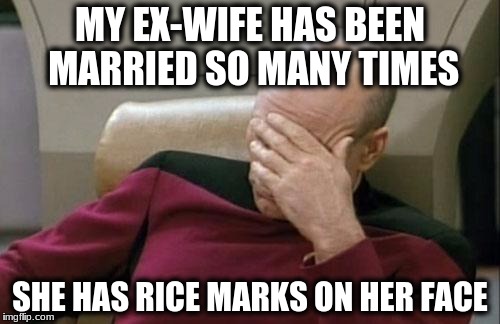 MY EX-WIFE HAS BEEN
MARRIED SO MANY TIMES
SHE HAS RICE MARKS ON HER FACE
imgflip.com